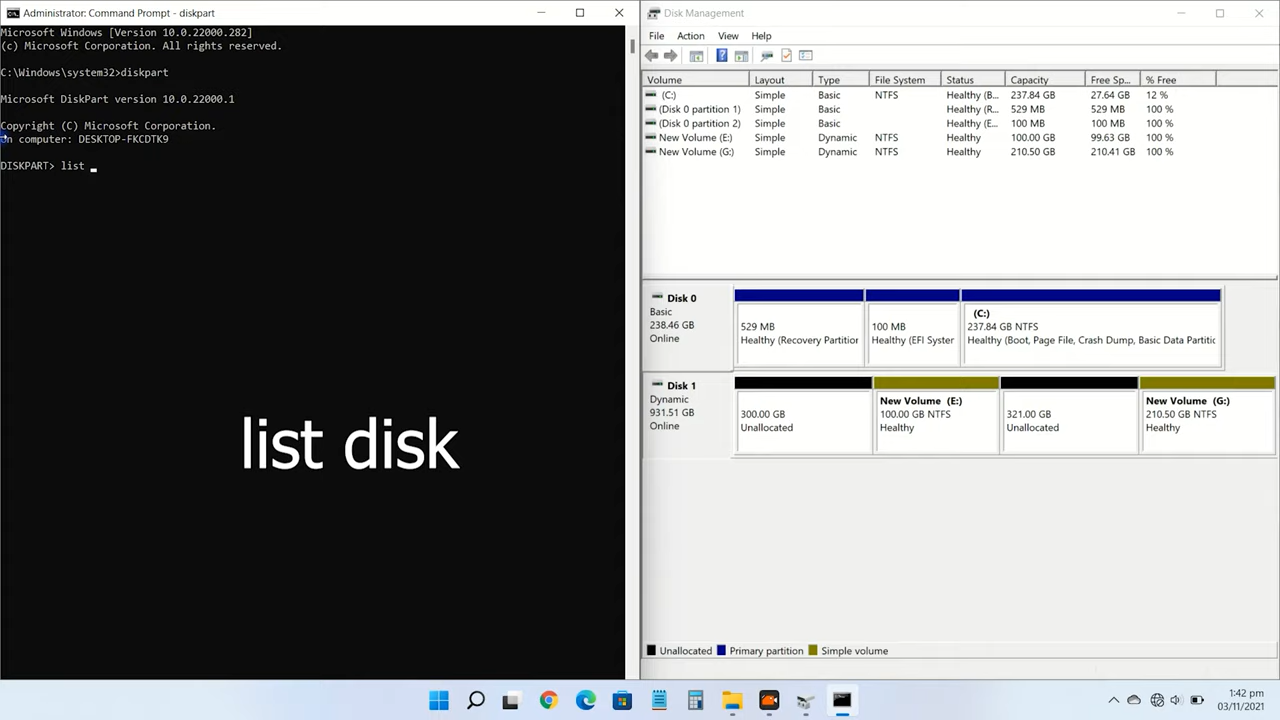 Administrator: Command Prompt - diskpart
Microsoft Windows [Version 10.0.22000.282]
(c) Microsoft Corporation. All rights reserved.
C:\Windows\system32>diskpart
Microsoft DiskPart version 10.0.22000.1
Copyright (C) Microsoft Corporation.
On computer: DESKTOP-FKCDTK9
DISKPART> list
list disk
Disk Management
File Action View Help
Volume Layout Type File System Status Capacity Free Sp... % Free
(C:) Simple Basic NTFS Healthy (B... 237.84 GB 27.64 GB 12 %
(Disk 0 partition 1) Simple Basic Healthy (R... 529 MB 529 MB 100 %
(Disk 0 partition 2) Simple Basic Healthy (E... 100 MB 100 MB 100 %
New Volume (E:) Simple Dynamic NTFS Healthy 100.00 GB 99.63 GB 100 %
New Volume (G:) Simple Dynamic NTFS Healthy 210.50 GB 210.41 GB 100 %
Disk 0
Basic
238.46 GB
Online
529 MB
Healthy (Recovery Partition
100 MB
Healthy (EFI System
(C:)
237.84 GB NTFS
Healthy (Boot, Page File, Crash Dump, Basic Data Partitic
Disk 1
Dynamic
931.51 GB
Online
300.00 GB
Unallocated
New Volume (E:)
100.00 GB NTFS
Healthy
321.00 GB
Unallocated
New Volume (G:)
210.50 GB NTFS
Healthy
Unallocated Primary partition Simple volume
1:42 pm
03/11/2021